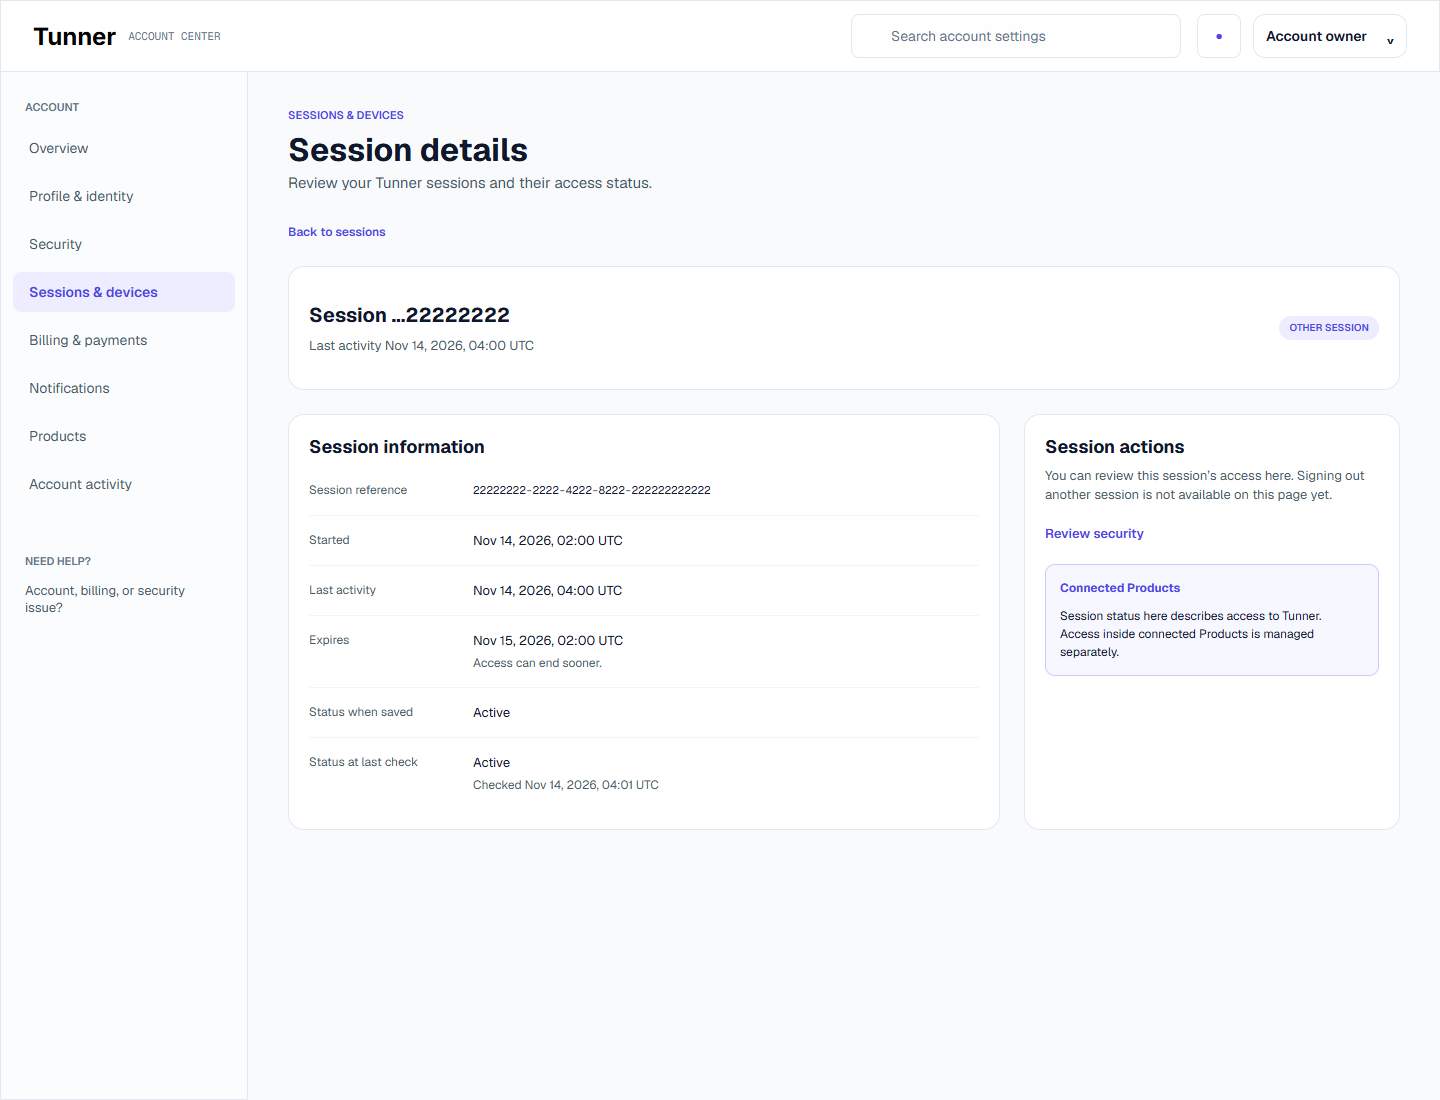 Tunner ACCOUNT CENTER
Search account settings
Account owner
v
ACCOUNT
Overview
Profile & identity
Security
Sessions & devices
Billing & payments
Notifications
Products
Account activity
NEED HELP?
Account, billing, or security
issue?
SESSIONS & DEVICES
Session details
Review your Tunner sessions and their access status.
Back to sessions
Session ...22222222
Last activity Nov 14, 2026, 04:00 UTC
OTHER SESSION
Session information
Session reference 22222222-2222-4222-8222-222222222222
Started Nov 14, 2026, 02:00 UTC
Last activity Nov 14, 2026, 04:00 UTC
Expires Nov 15, 2026, 02:00 UTC
Access can end sooner.
Status when saved Active
Status at last check Active
Checked Nov 14, 2026, 04:01 UTC
Session actions
You can review this session's access here. Signing out
another session is not available on this page yet.
Review security
Connected Products
Session status here describes access to Tunner.
Access inside connected Products is managed
separately.